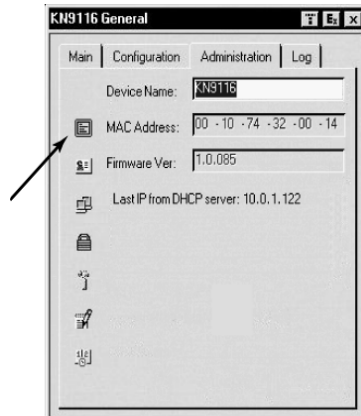 KN9116 General
Main Configuration Administration Log
Device Name: KN9116
MAC Address: 00 -10 -74 -32 -00 -14
Firmware Ver: 1.0.085
Last IP from DHCP server: 10.0.1.122